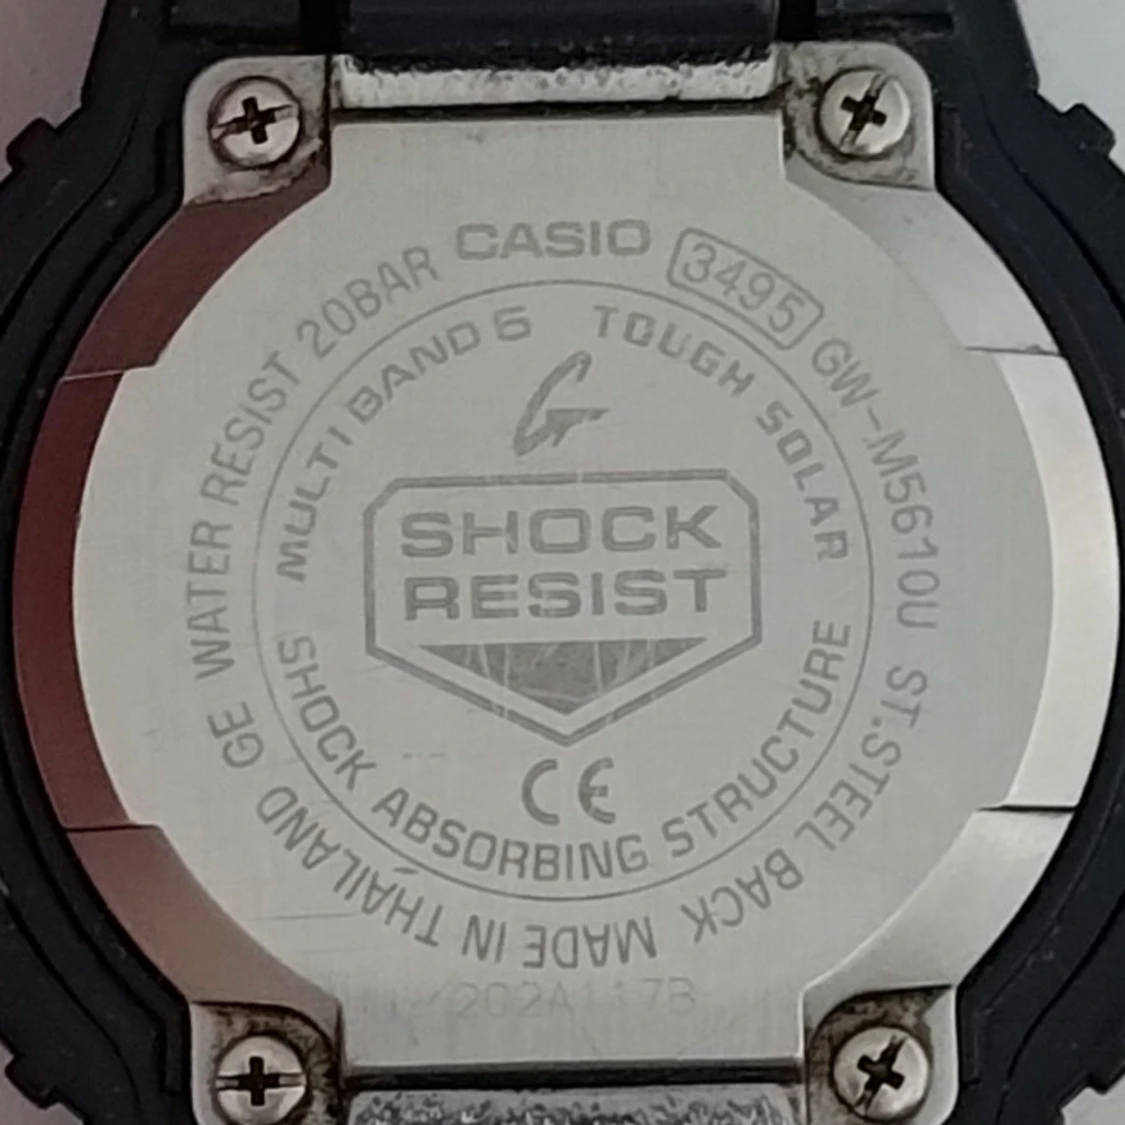 CASIO 3495 GW-M5610U ST.STEEL BACK MADE IN THAILAND GE WATER RESIST 20BAR
MULTI BAND 6 TOUGH SOLAR
G
SHOCK
RESIST
CE
SHOCK ABSORBING STRUCTURE